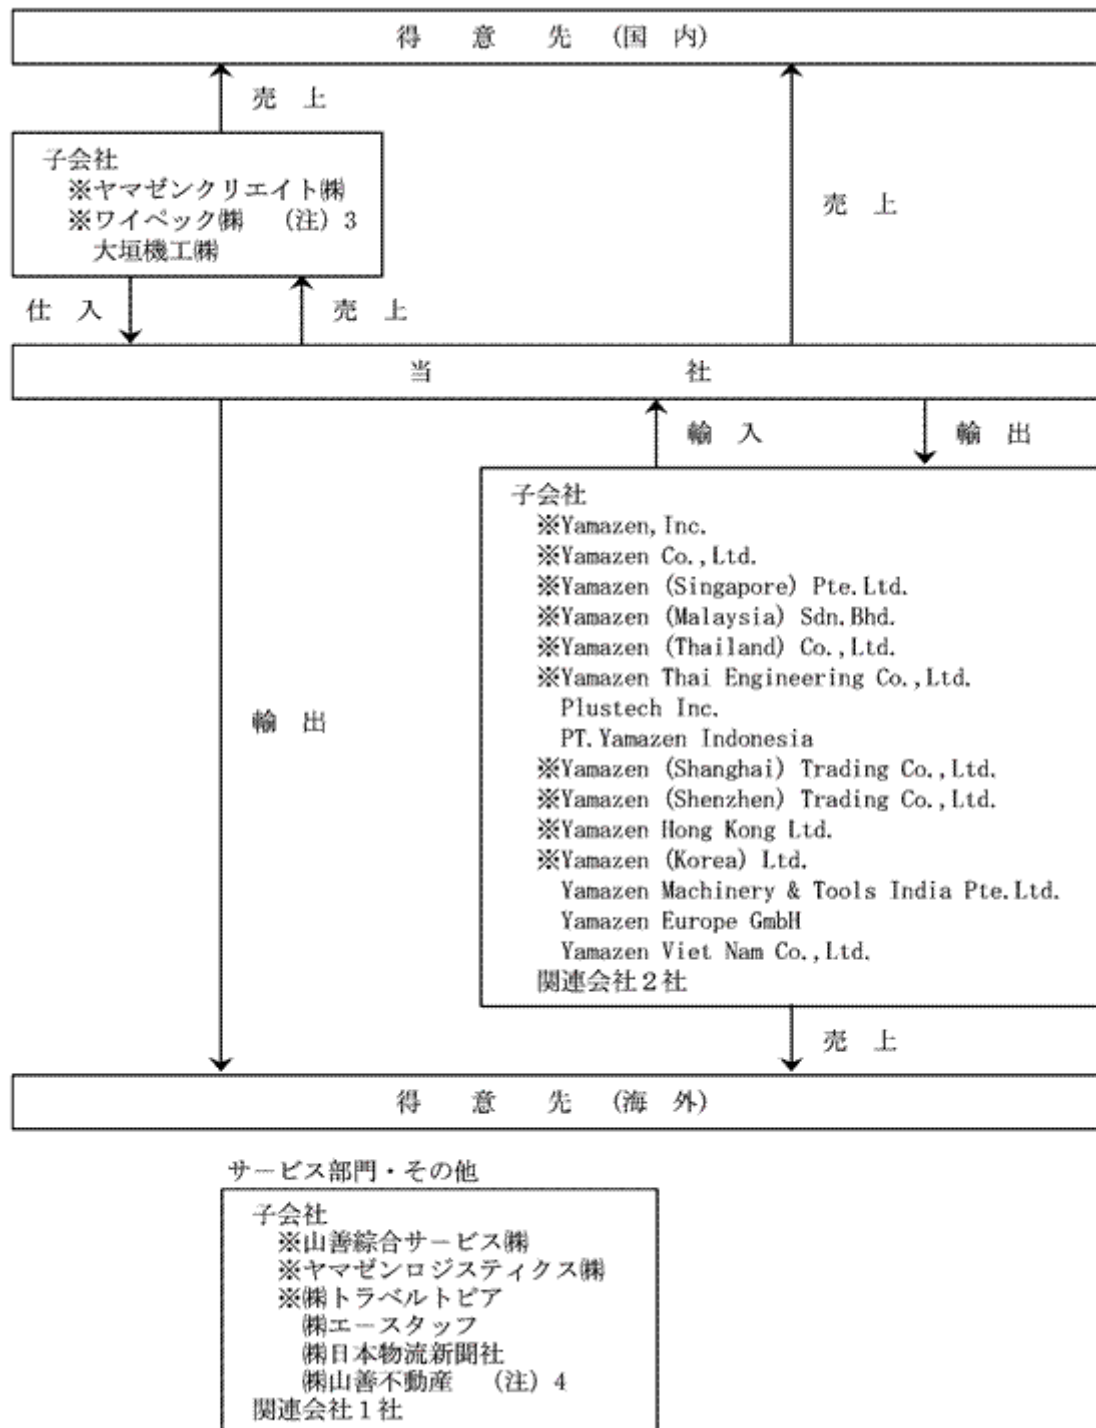 得 意 先 (国 内)
売 上
子会社
※ヤマゼンクリエイト㈱
※ワイペック㈱ (注) 3
大垣機工㈱
売 上
仕 入
売 上
当 社
輸 入
輸 出
子会社
※Yamazen,Inc.
※Yamazen Co.,Ltd.
※Yamazen (Singapore) Pte.Ltd.
※Yamazen (Malaysia) Sdn.Bhd.
※Yamazen (Thailand) Co.,Ltd.
※Yamazen Thai Engineering Co.,Ltd.
Plustech Inc.
PT.Yamazen Indonesia
※Yamazen (Shanghai) Trading Co.,Ltd.
※Yamazen (Shenzhen) Trading Co.,Ltd.
※Yamazen Hong Kong Ltd.
※Yamazen (Korea) Ltd.
Yamazen Machinery & Tools India Pte.Ltd.
Yamazen Europe GmbH
Yamazen Viet Nam Co.,Ltd.
関連会社2社
輸 出
売 上
得 意 先 (海 外)
サービス部門・その他
子会社
※山善綜合サービス㈱
※ヤマゼンロジスティクス㈱
※㈱トラベルトピア
㈱エースタッフ
㈱日本物流新聞社
㈱山善不動産 (注) 4
関連会社1社